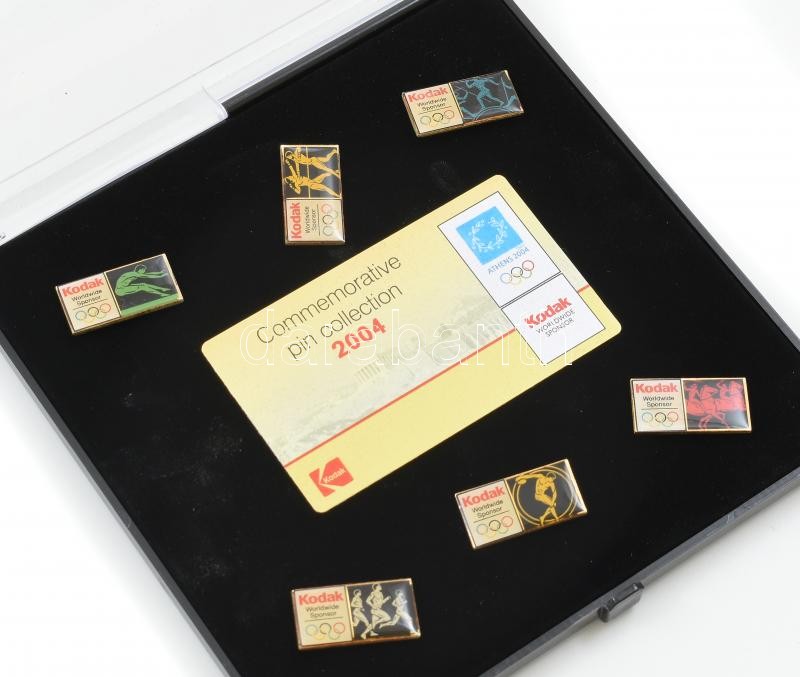 Kodak
Worldwide
Sponsor
Kodak
Worldwide
Sponsor
Kodak
Worldwide
Sponsor
Commemorative
pin collection
2004
ATHENS 2004
Kodak
WORLDWIDE
SPONSOR
Kodak
Kodak
Worldwide
Sponsor
Kodak
Worldwide
Sponsor
Kodak
Worldwide
Sponsor
darabanth